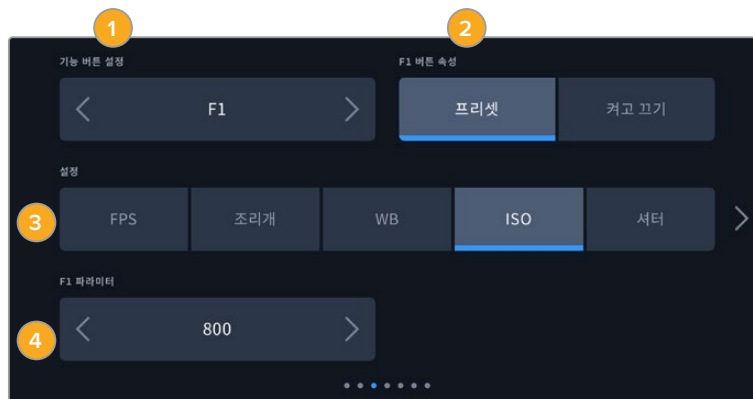 1 2
기능 버튼 설정 F1 버튼 속성
F1 프리셋 켜고 끄기
설정
3 FPS 조리개 WB ISO 셔터
F1 파라미터
4 800